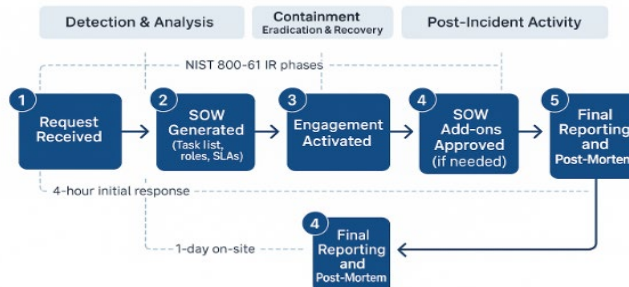 Detection & Analysis
Containment
Eradication & Recovery
Post-Incident Activity
NIST 800-61 IR phases
1
Request
Received
2
SOW
Generated
(Task list,
roles, SLAs)
3
Engagement
Activated
4
SOW
Add-ons
Approved
(if needed)
5
Final
Reporting
and
Post-Mortem
4-hour initial response
1-day on-site
4
Final
Reporting
and
Post-Mortem